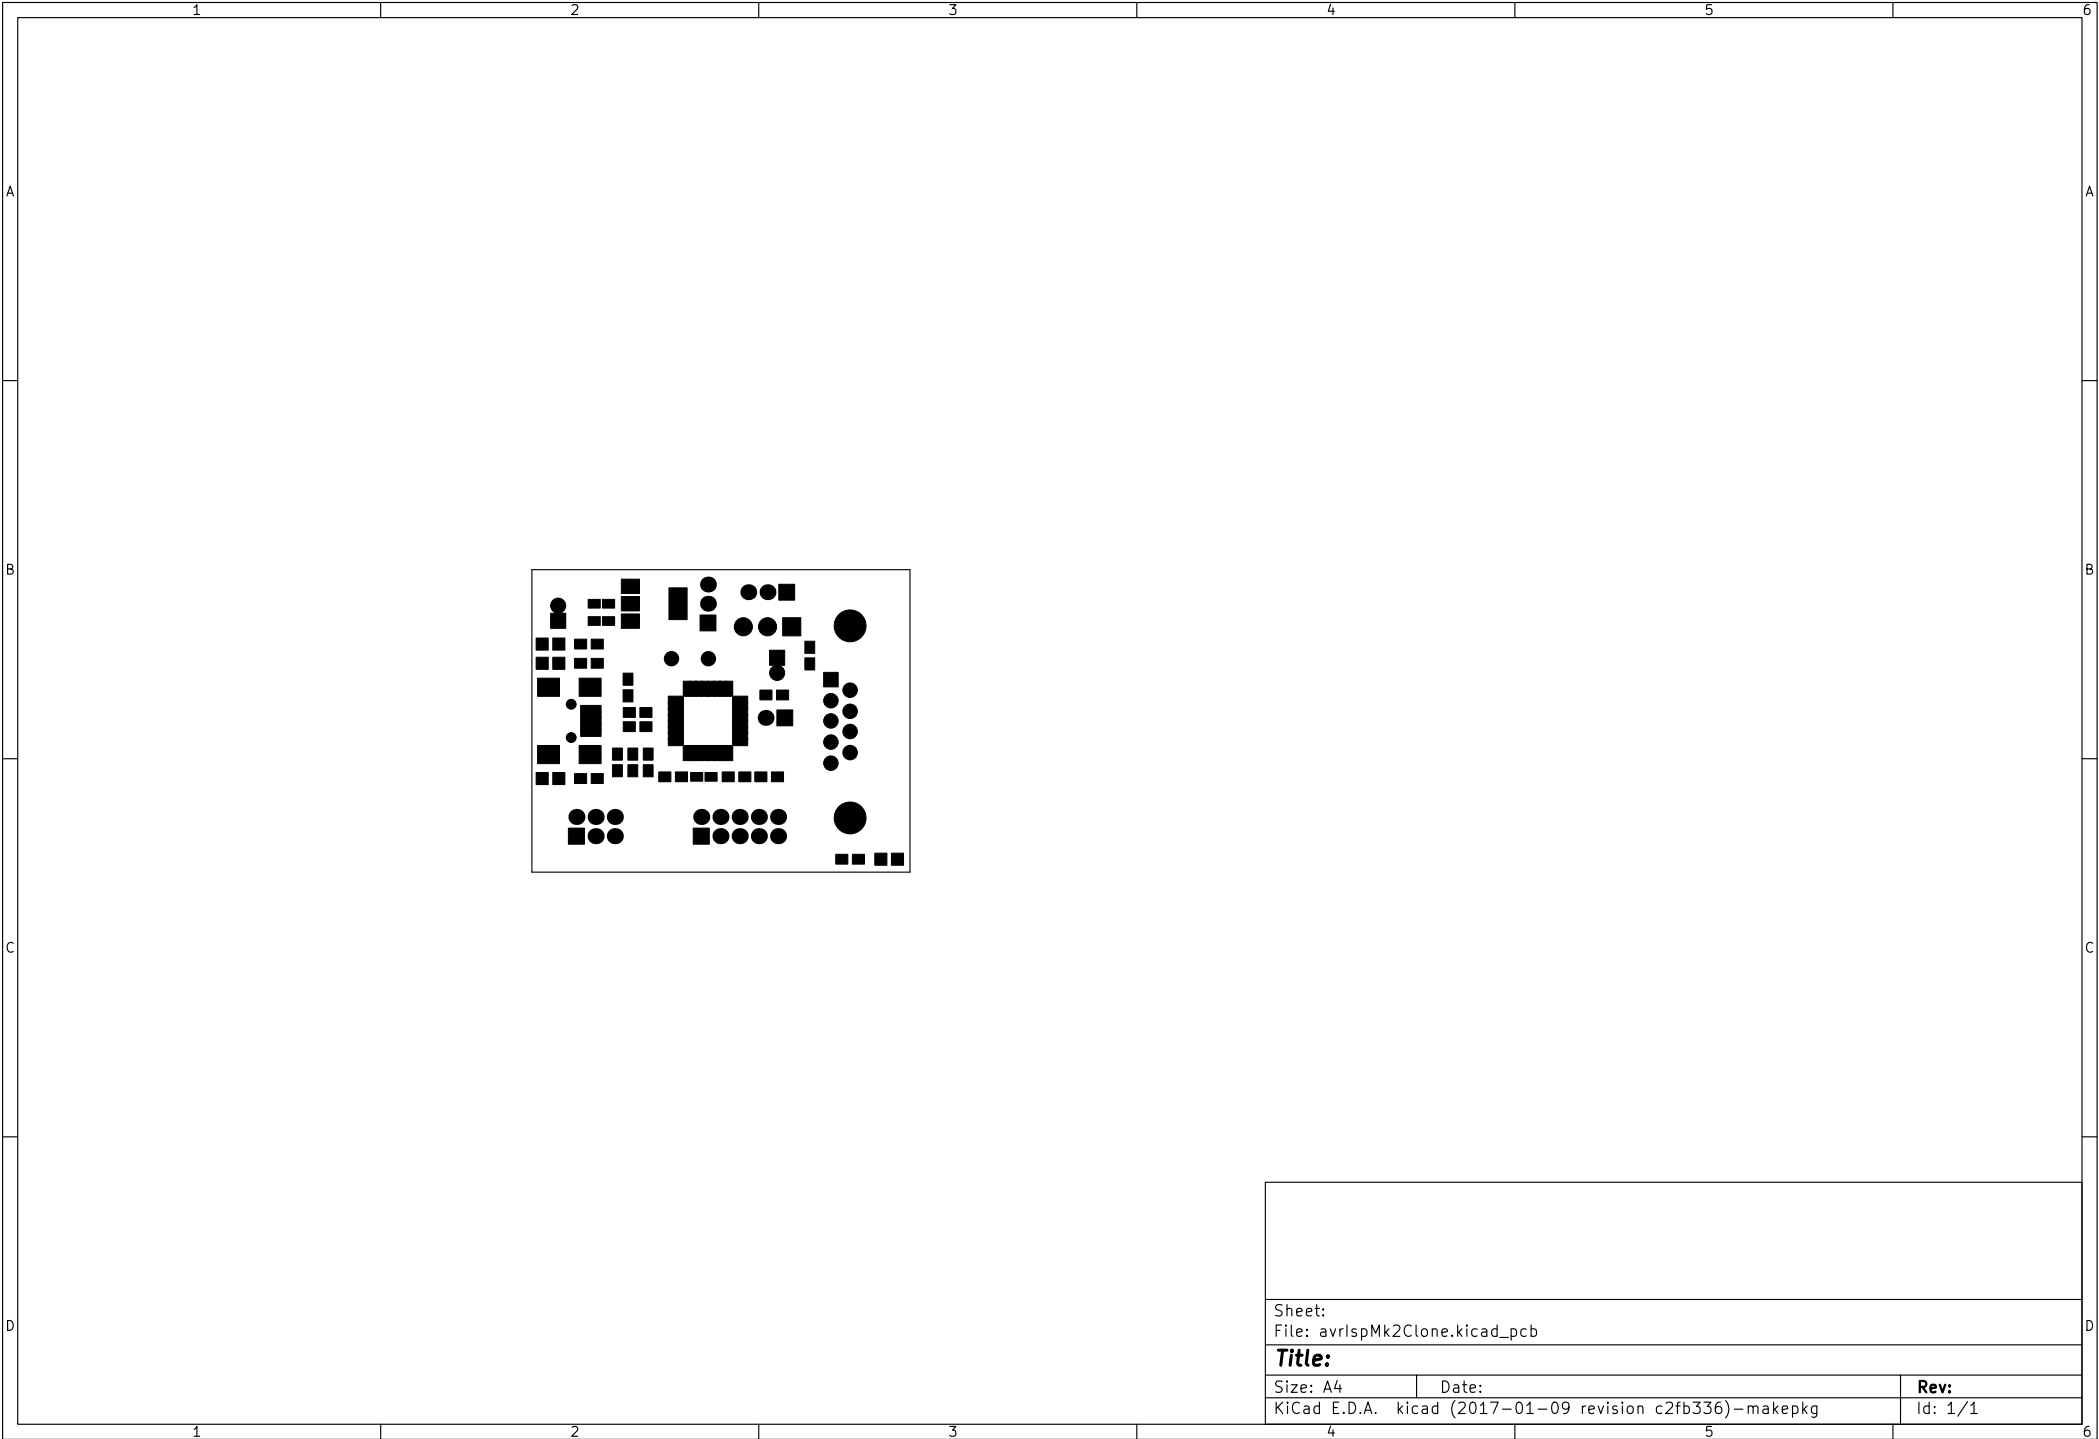 1 2 3 4 5 6
A A
B B
C C
Sheet:
File: avrIspMk2Clone.kicad_pcb
D D
Title:
Size: A4 Date: Rev:
KiCad E.D.A. kicad (2017-01-09 revision c2fb336)-makepkg Id: 1/1
1 2 3 4 5 6